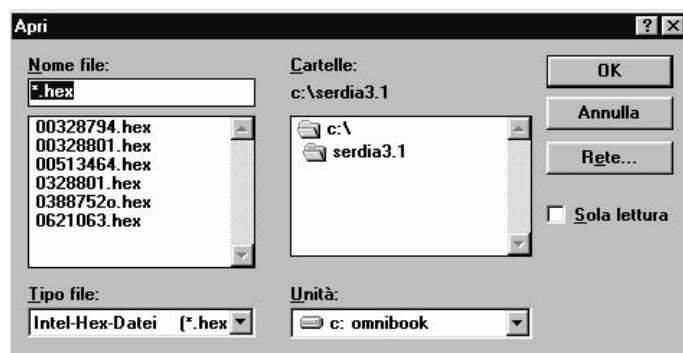 Apri
Nome file:
*.hex
00328794.hex
00328801.hex
00513464.hex
0328801.hex
0388752o.hex
0621063.hex
Tipo file:
Intel-Hex-Datei (*.hex
Cartelle:
c:\serdia3.1
c:\
serdia3.1
Unità:
c: omnibook
OK
Annulla
Rete...
Sola lettura